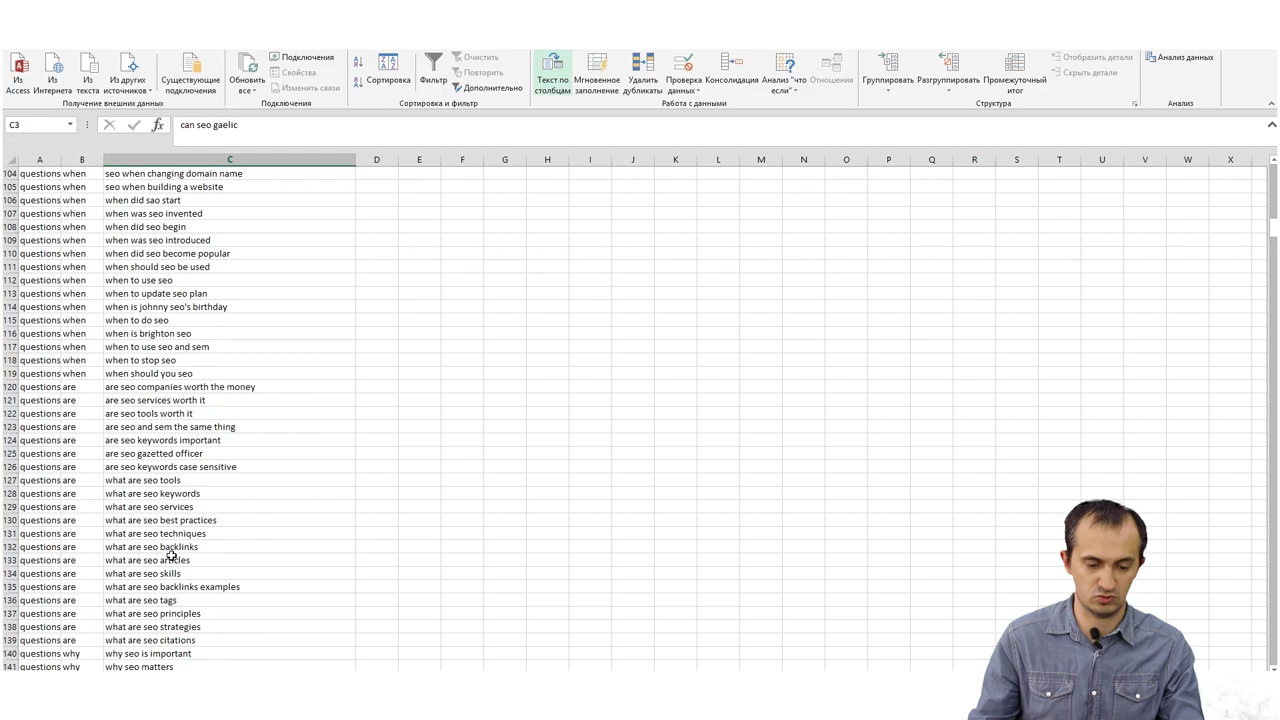 Из Access
Из Интернета
Из текста
Из других источников
Существующие подключения
Получение внешних данных
Обновить все
Подключения
Свойства
Изменить связи
Подключения
Сортировка
Фильтр
Очистить
Повторить
Дополнительно
Сортировка и фильтр
Текст по столбцам
Мгновенное заполнение
Удалить дубликаты
Проверка данных
Консолидация
Анализ "что если"
Отношения
Работа с данными
Группировать
Разгруппировать
Промежуточный итог
Отобразить детали
Скрыть детали
Структура
Анализ данных
Анализ
C3 fx can seo gaelic
A B C D E F G H I J K L M N O P Q R S T U V W X
104 questions when seo when changing domain name
105 questions when seo when building a website
106 questions when when did sao start
107 questions when when was seo invented
108 questions when when did seo begin
109 questions when when was seo introduced
110 questions when when did seo become popular
111 questions when when should seo be used
112 questions when when to use seo
113 questions when when to update seo plan
114 questions when when is johnny seo's birthday
115 questions when when to do seo
116 questions when when is brighton seo
117 questions when when to use seo and sem
118 questions when when to stop seo
119 questions when when should you seo
120 questions are are seo companies worth the money
121 questions are are seo services worth it
122 questions are are seo tools worth it
123 questions are are seo and sem the same thing
124 questions are are seo keywords important
125 questions are are seo gazetted officer
126 questions are are seo keywords case sensitive
127 questions are what are seo tools
128 questions are what are seo keywords
129 questions are what are seo services
130 questions are what are seo best practices
131 questions are what are seo techniques
132 questions are what are seo backlinks
133 questions are what are seo articles
134 questions are what are seo skills
135 questions are what are seo backlinks examples
136 questions are what are seo tags
137 questions are what are seo principles
138 questions are what are seo strategies
139 questions are what are seo citations
140 questions why why seo is important
141 questions why why seo matters